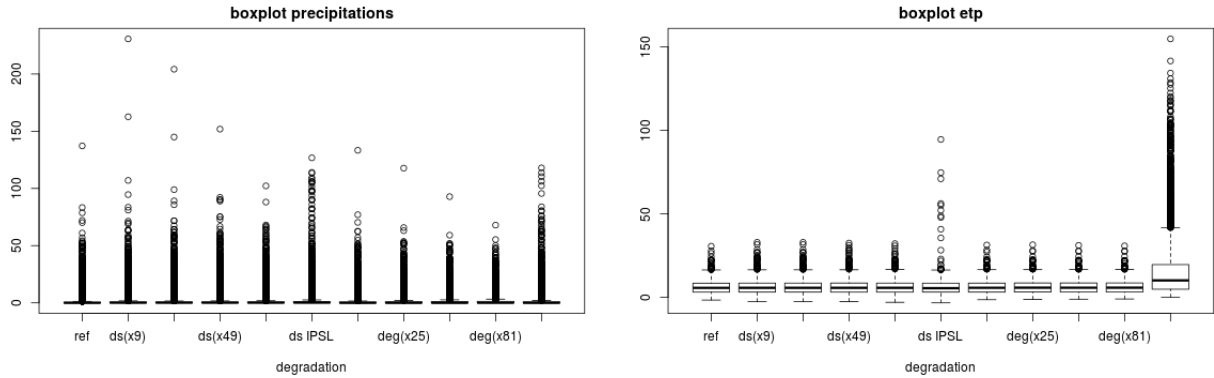 boxplot precipitations
200
150
100
50
0
ref ds(x9) ds(x49) ds IPSL deg(x25) deg(x81)
degradation
boxplot etp
150
100
50
0
ref ds(x9) ds(x49) ds IPSL deg(x25) deg(x81)
degradation